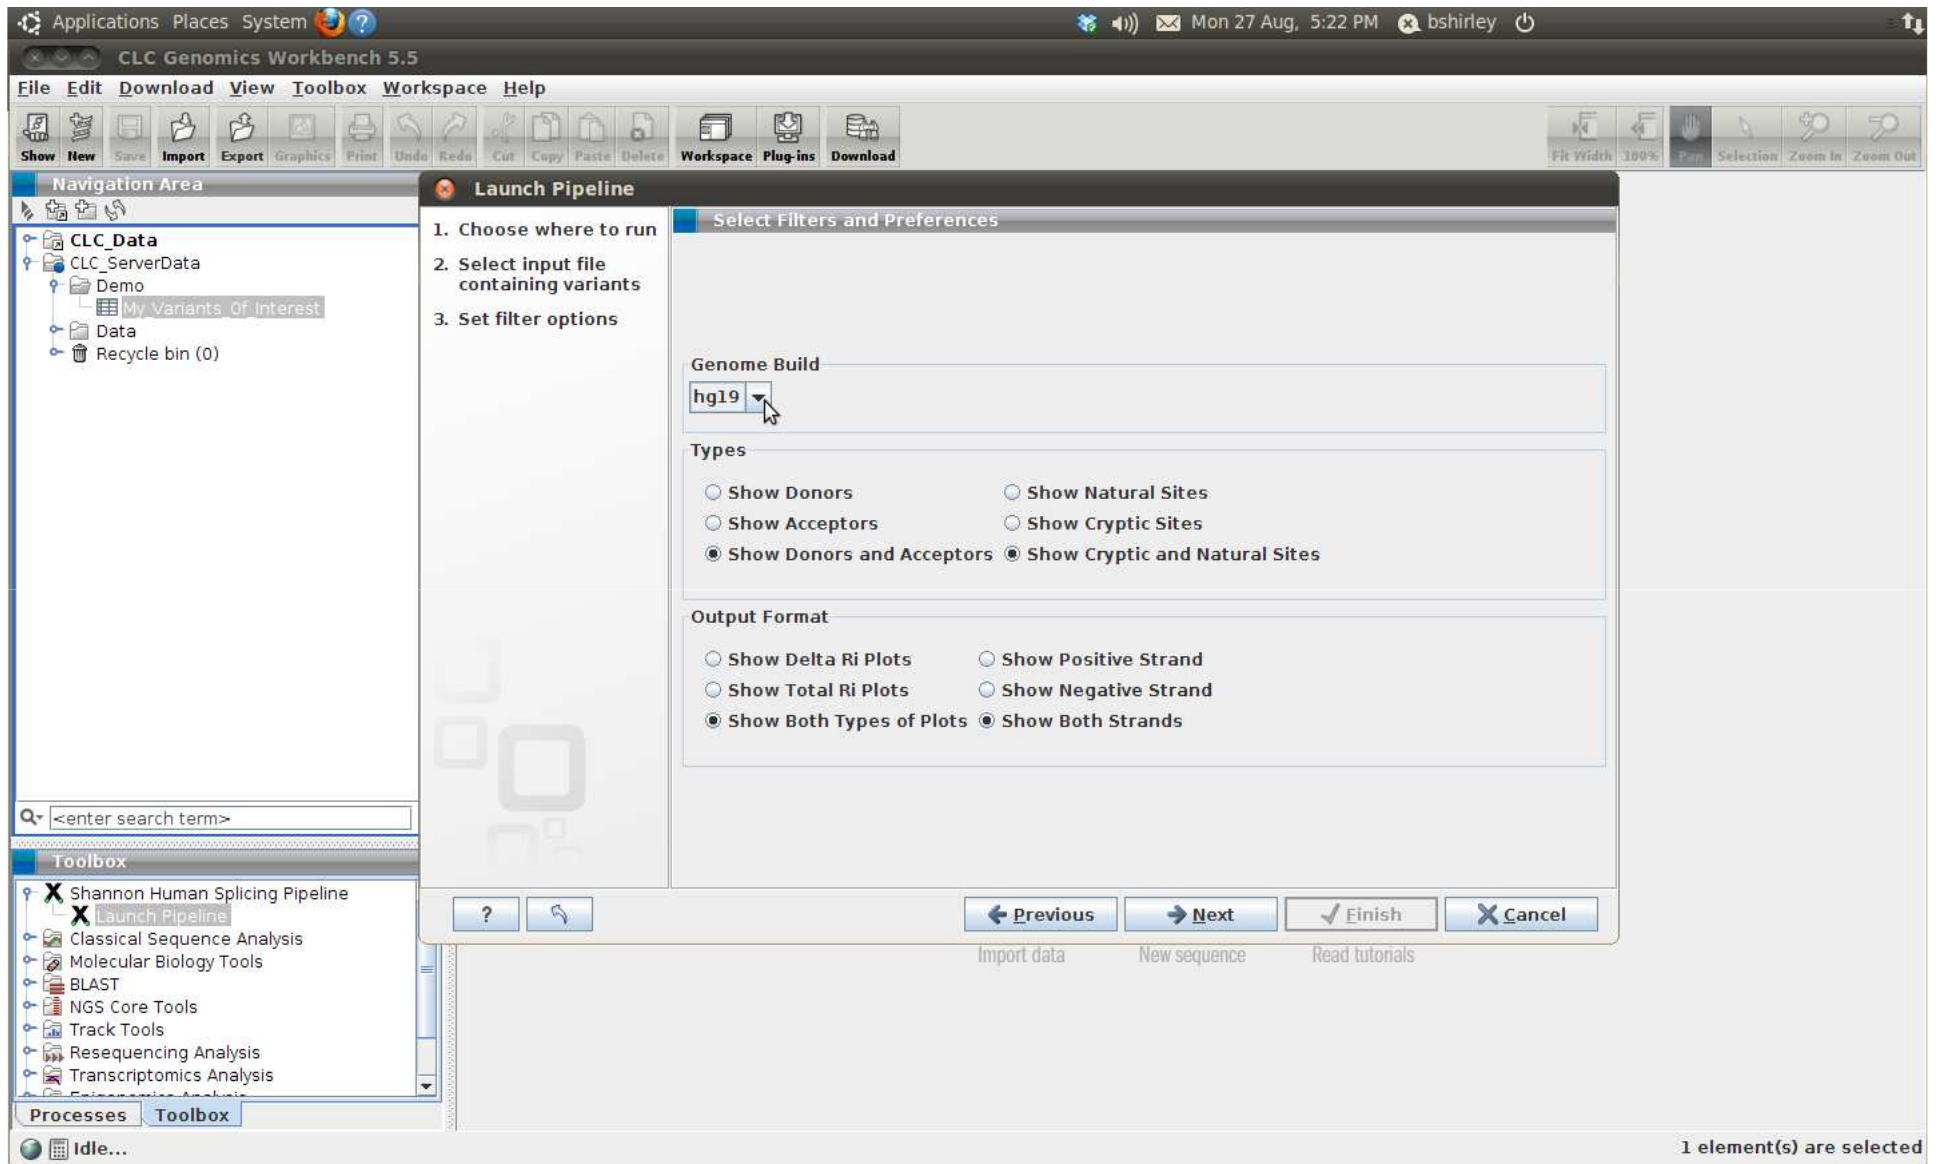 Applications Places System ? Mon 27 Aug, 5:22 PM bshirley
CLC Genomics Workbench 5.5
File Edit Download View Toolbox Workspace Help
Show New Save Import Export Graphics Print Undo Redo Cut Copy Paste Delete Workspace Plug-ins Download Fit Width 100% Pan Selection Zoom In Zoom Out
Navigation Area
CLC_Data
CLC_ServerData
Demo
My_Variants_Of_Interest
Data
Recycle bin (0)
<enter search term>
Toolbox
Shannon Human Splicing Pipeline
Launch Pipeline
Classical Sequence Analysis
Molecular Biology Tools
BLAST
NGS Core Tools
Track Tools
Resequencing Analysis
Transcriptomics Analysis
Epigenomics Analysis
Processes Toolbox
Launch Pipeline
1. Choose where to run
2. Select input file
containing variants
3. Set filter options
Select Filters and Preferences
Genome Build
hg19
Types
Show Donors Show Natural Sites
Show Acceptors Show Cryptic Sites
Show Donors and Acceptors Show Cryptic and Natural Sites
Output Format
Show Delta Ri Plots Show Positive Strand
Show Total Ri Plots Show Negative Strand
Show Both Types of Plots Show Both Strands
? Previous Next Finish Cancel
Import data New sequence Read tutorials
Idle... 1 element(s) are selected